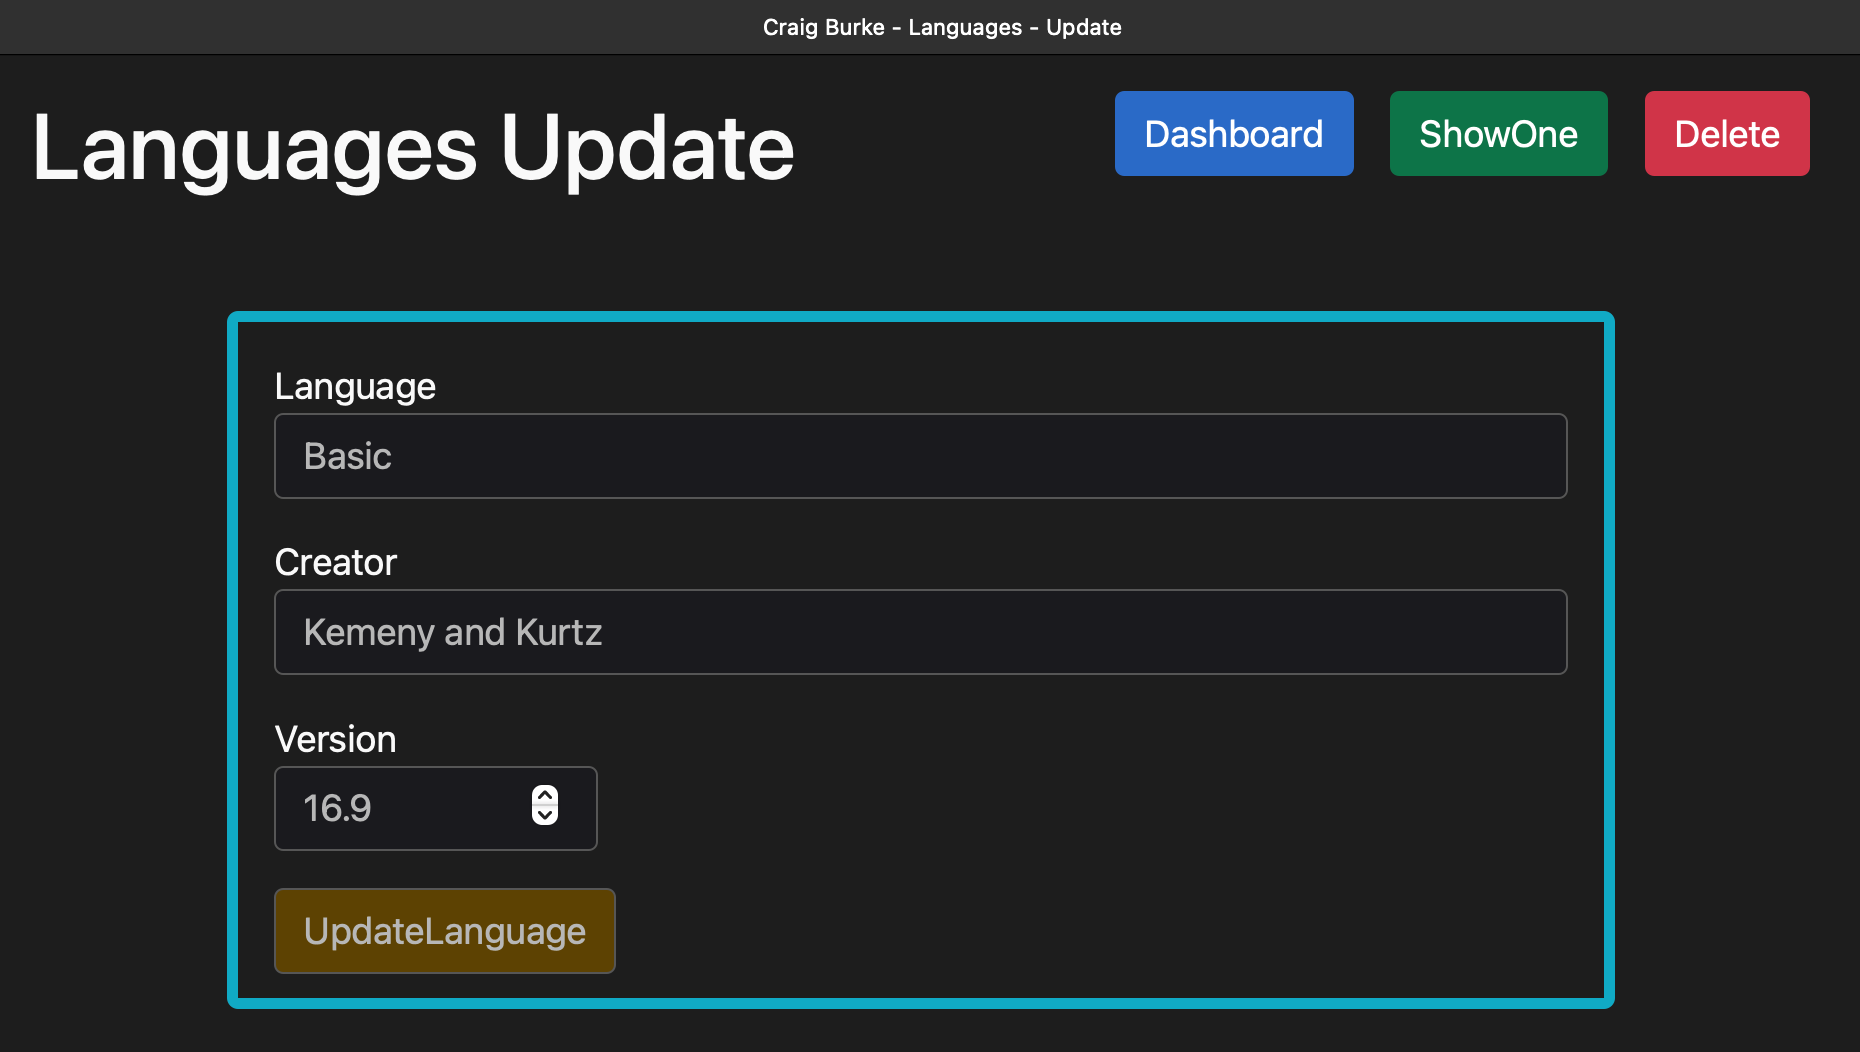 Craig Burke - Languages - Update
Languages Update
Dashboard
ShowOne
Delete
Language
Basic
Creator
Kemeny and Kurtz
Version
16.9
UpdateLanguage